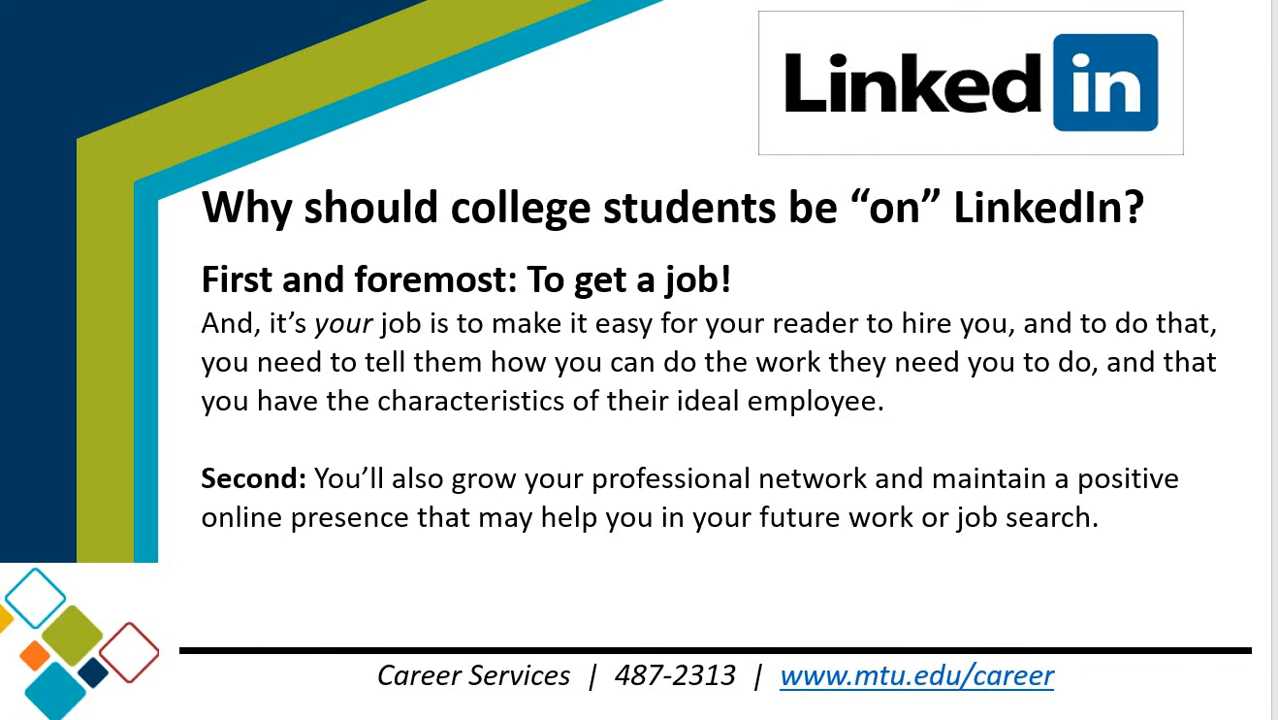 Linked in
Why should college students be “on” LinkedIn?
First and foremost: To get a job!
And, it’s your job is to make it easy for your reader to hire you, and to do that,
you need to tell them how you can do the work they need you to do, and that
you have the characteristics of their ideal employee.
Second: You’ll also grow your professional network and maintain a positive
online presence that may help you in your future work or job search.
Career Services | 487-2313 | www.mtu.edu/career